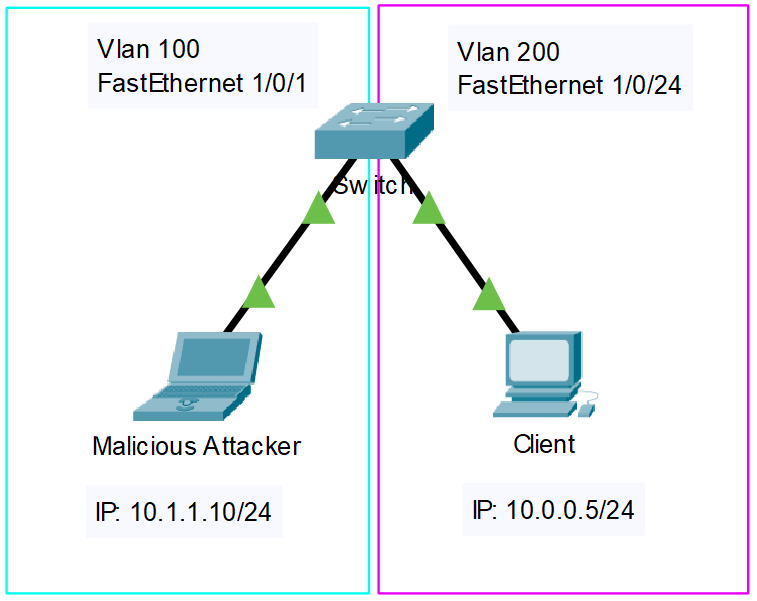 Vlan 100
FastEthernet 1/0/1
Vlan 200
FastEthernet 1/0/24
Switch
Malicious Attacker
Client
IP: 10.1.1.10/24
IP: 10.0.0.5/24